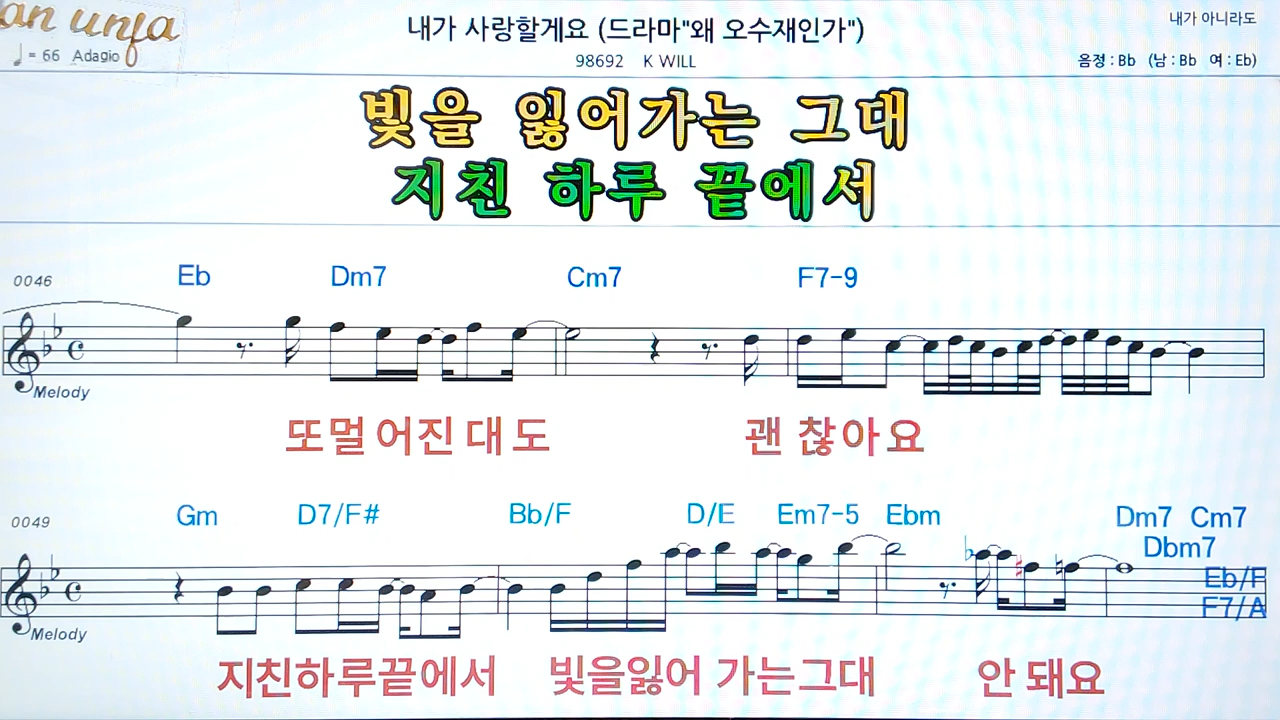 an unfa
♩ = 66 Adagio
내가 사랑할게요 (드라마"왜 오수재인가")
98692 K WILL
내가 아니라도
음정 : Bb (남 : Bb 여 : Eb)
빛을 잃어가는 그대
지친 하루 끝에서
0046 Eb Dm7 Cm7 F7-9
Melody
또멀어진대도 괜찮아요
0049 Gm D7/F# Bb/F D/E Em7-5 Ebm Dm7 Cm7
Dbm7
Eb/F
F7/A
Melody
지친하루끝에서 빛을잃어 가는그대 안돼요